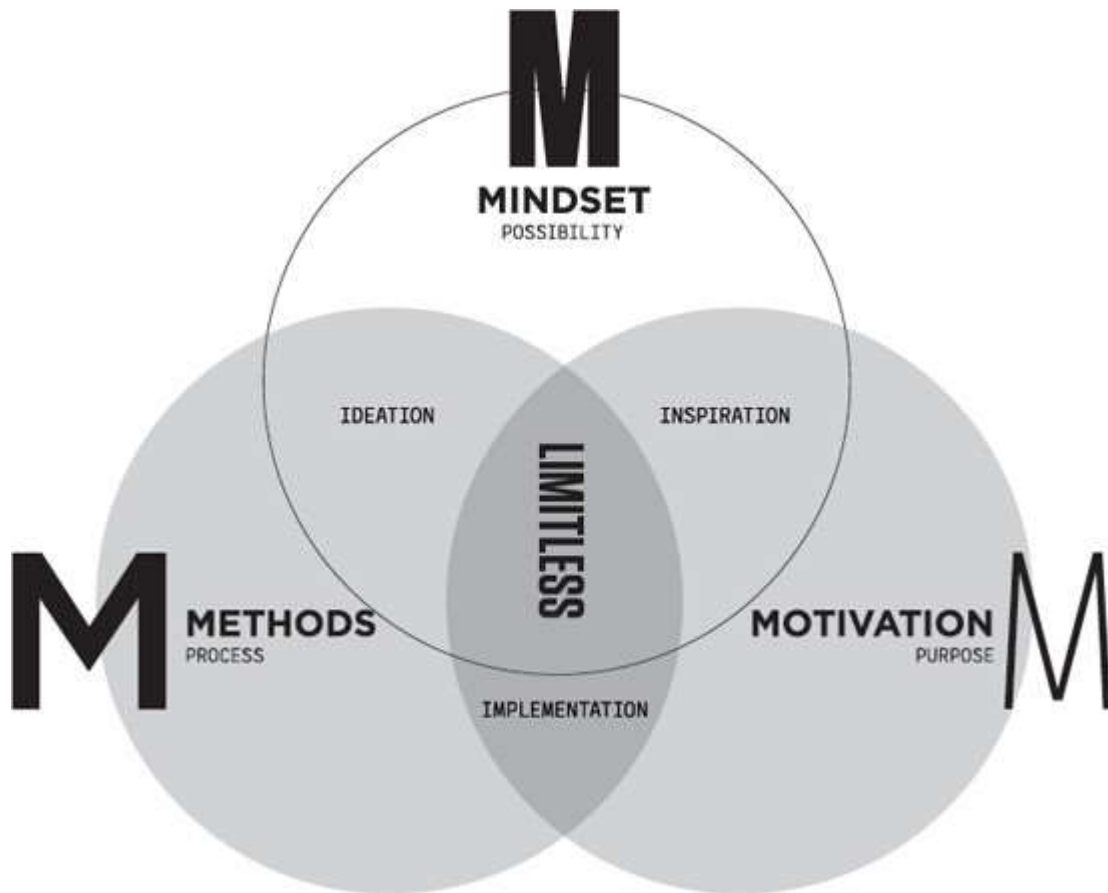 M
MINDSET
POSSIBILITY
IDEATION
INSPIRATION
LIMITLESS
M
METHODS
PROCESS
MOTIVATION
PURPOSE
M
IMPLEMENTATION